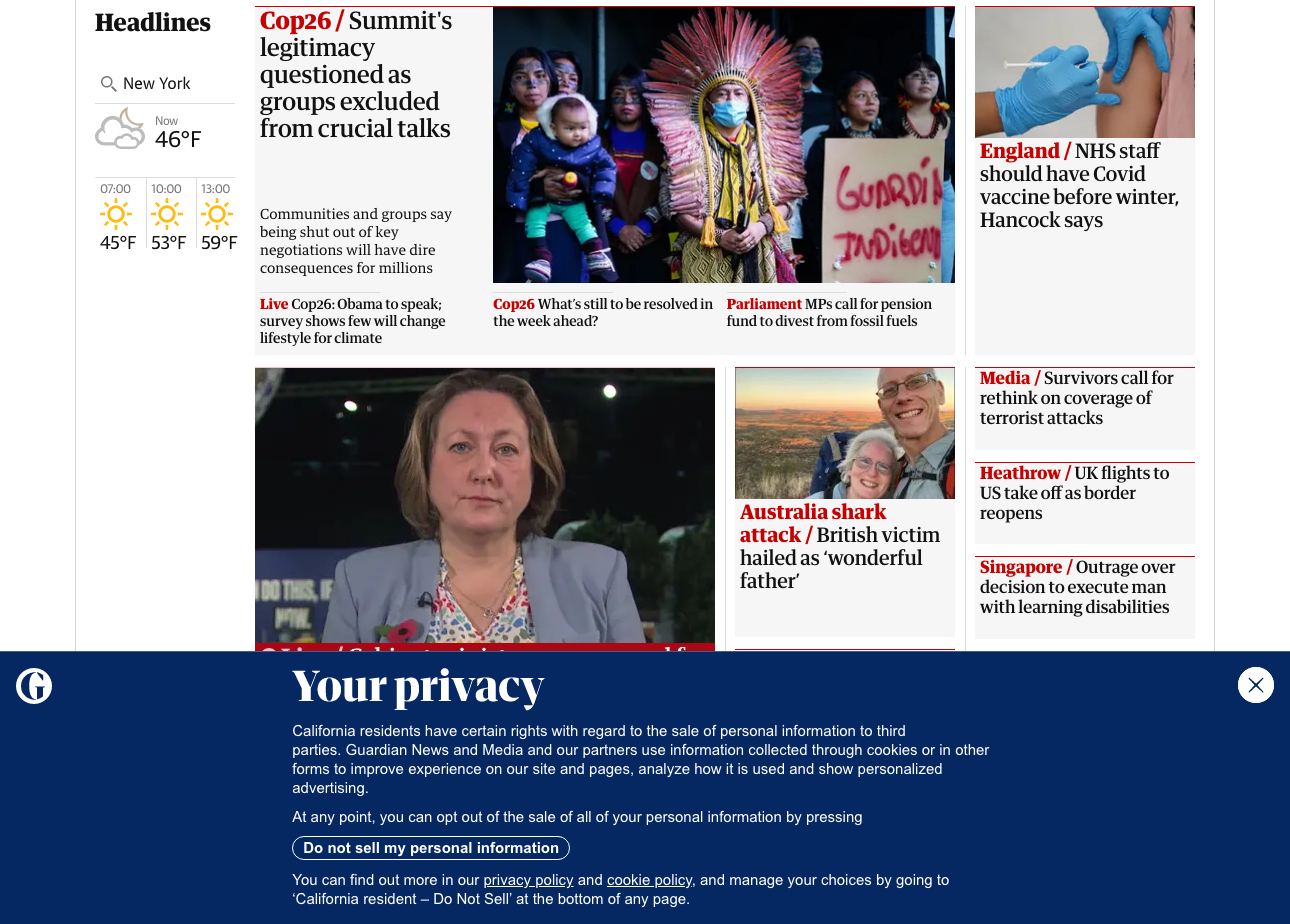 Headlines
New York
Now
46°F
07:00 10:00 13:00
45°F 53°F 59°F
Cop26 / Summit's
legitimacy
questioned as
groups excluded
from crucial talks
Communities and groups say
being shut out of key
negotiations will have dire
consequences for millions
GUARDIÃ
INDÍGENA
Live Cop26: Obama to speak;
survey shows few will change
lifestyle for climate
Cop26 What's still to be resolved in
the week ahead?
Parliament MPs call for pension
fund to divest from fossil fuels
England / NHS staff
should have Covid
vaccine before winter,
Hancock says
DO THIS, IF
Australia shark
attack / British victim
hailed as ‘wonderful
father’
Media / Survivors call for
rethink on coverage of
terrorist attacks
Heathrow / UK flights to
US take off as border
reopens
Singapore / Outrage over
decision to execute man
with learning disabilities
Your privacy
California residents have certain rights with regard to the sale of personal information to third
parties. Guardian News and Media and our partners use information collected through cookies or in other
forms to improve experience on our site and pages, analyze how it is used and show personalized
advertising.
At any point, you can opt out of the sale of all of your personal information by pressing
Do not sell my personal information
You can find out more in our privacy policy and cookie policy, and manage your choices by going to
‘California resident – Do Not Sell’ at the bottom of any page.